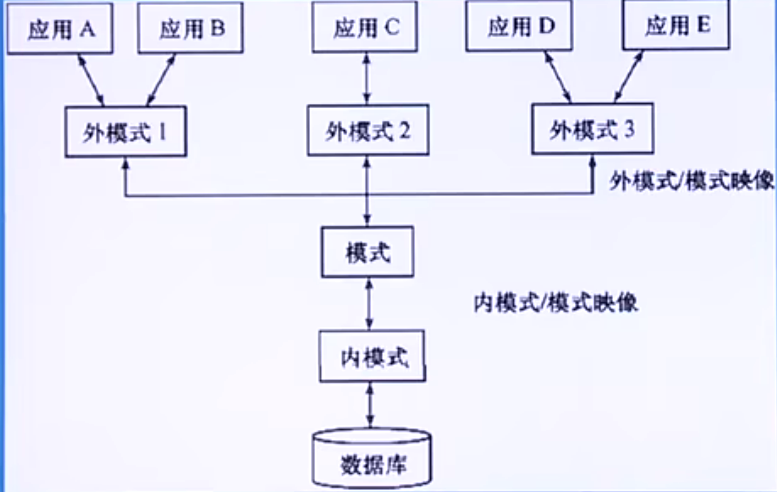 应用 A
应用 B
应用 C
应用 D
应用 E
外模式 1
外模式 2
外模式 3
外模式/模式映像
模式
内模式/模式映像
内模式
数据库